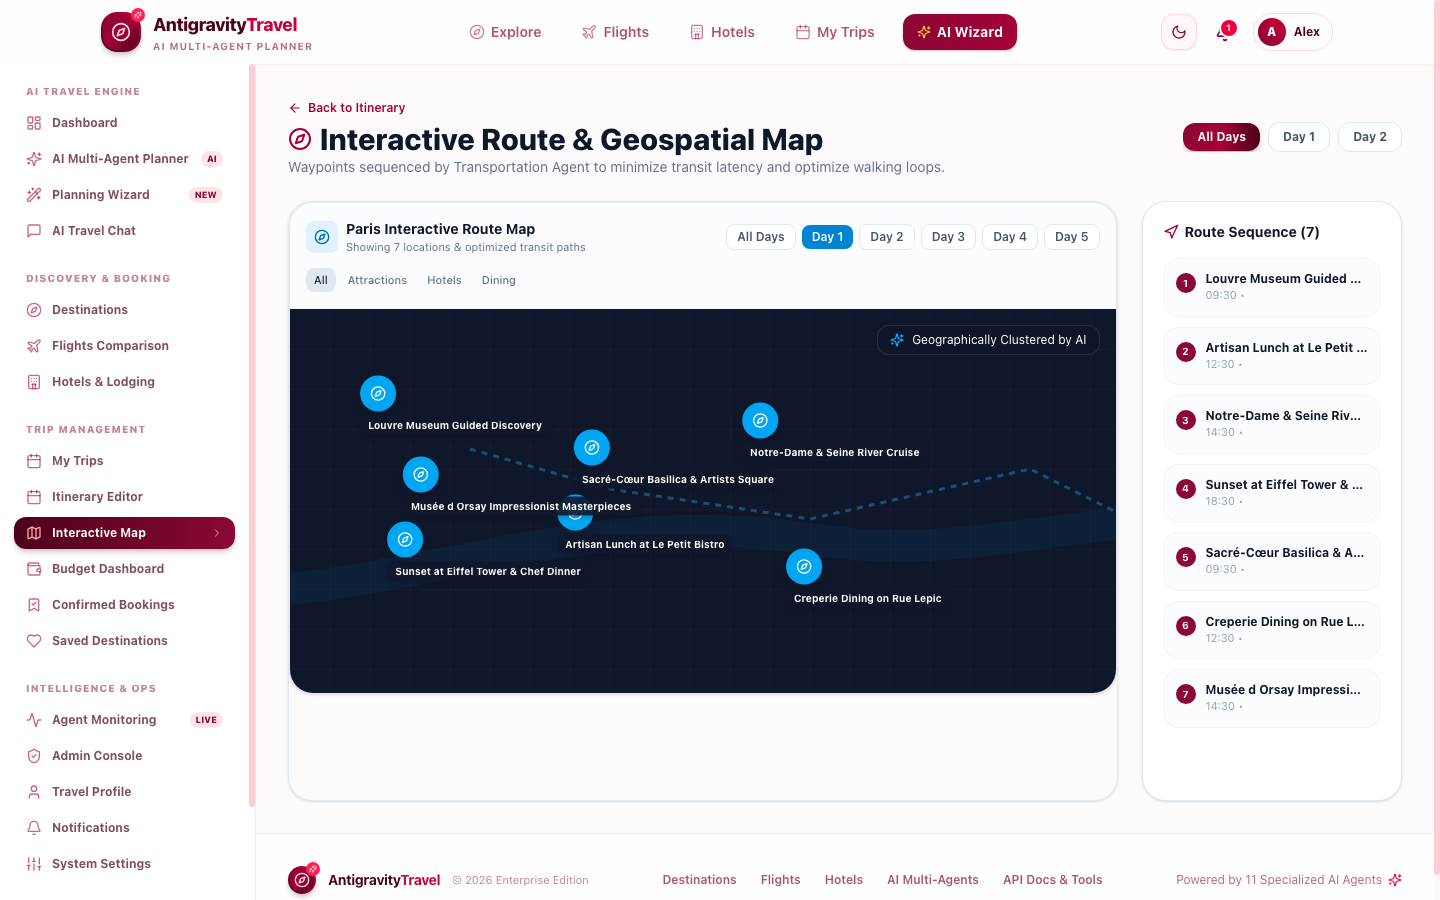 AntigravityTravel
AI MULTI-AGENT PLANNER
Explore
Flights
Hotels
My Trips
AI Wizard
1
A
Alex
AI TRAVEL ENGINE
Dashboard
AI Multi-Agent Planner
AI
Planning Wizard
NEW
AI Travel Chat
DISCOVERY & BOOKING
Destinations
Flights Comparison
Hotels & Lodging
TRIP MANAGEMENT
My Trips
Itinerary Editor
Interactive Map
Budget Dashboard
Confirmed Bookings
Saved Destinations
INTELLIGENCE & OPS
Agent Monitoring
LIVE
Admin Console
Travel Profile
Notifications
System Settings
Back to Itinerary
Interactive Route & Geospatial Map
Waypoints sequenced by Transportation Agent to minimize transit latency and optimize walking loops.
All Days
Day 1
Day 2
Paris Interactive Route Map
Showing 7 locations & optimized transit paths
All Days
Day 1
Day 2
Day 3
Day 4
Day 5
All
Attractions
Hotels
Dining
Geographically Clustered by AI
Louvre Museum Guided Discovery
Notre-Dame & Seine River Cruise
Sacré-Cœur Basilica & Artists Square
Musée d Orsay Impressionist Masterpieces
Artisan Lunch at Le Petit Bistro
Sunset at Eiffel Tower & Chef Dinner
Creperie Dining on Rue Lepic
Route Sequence (7)
1
Louvre Museum Guided ...
09:30 •
2
Artisan Lunch at Le Petit ...
12:30 •
3
Notre-Dame & Seine Riv...
14:30 •
4
Sunset at Eiffel Tower & ...
18:30 •
5
Sacré-Cœur Basilica & A...
09:30 •
6
Creperie Dining on Rue L...
12:30 •
7
Musée d Orsay Impressi...
14:30 •
AntigravityTravel
© 2026 Enterprise Edition
Destinations
Flights
Hotels
AI Multi-Agents
API Docs & Tools
Powered by 11 Specialized AI Agents